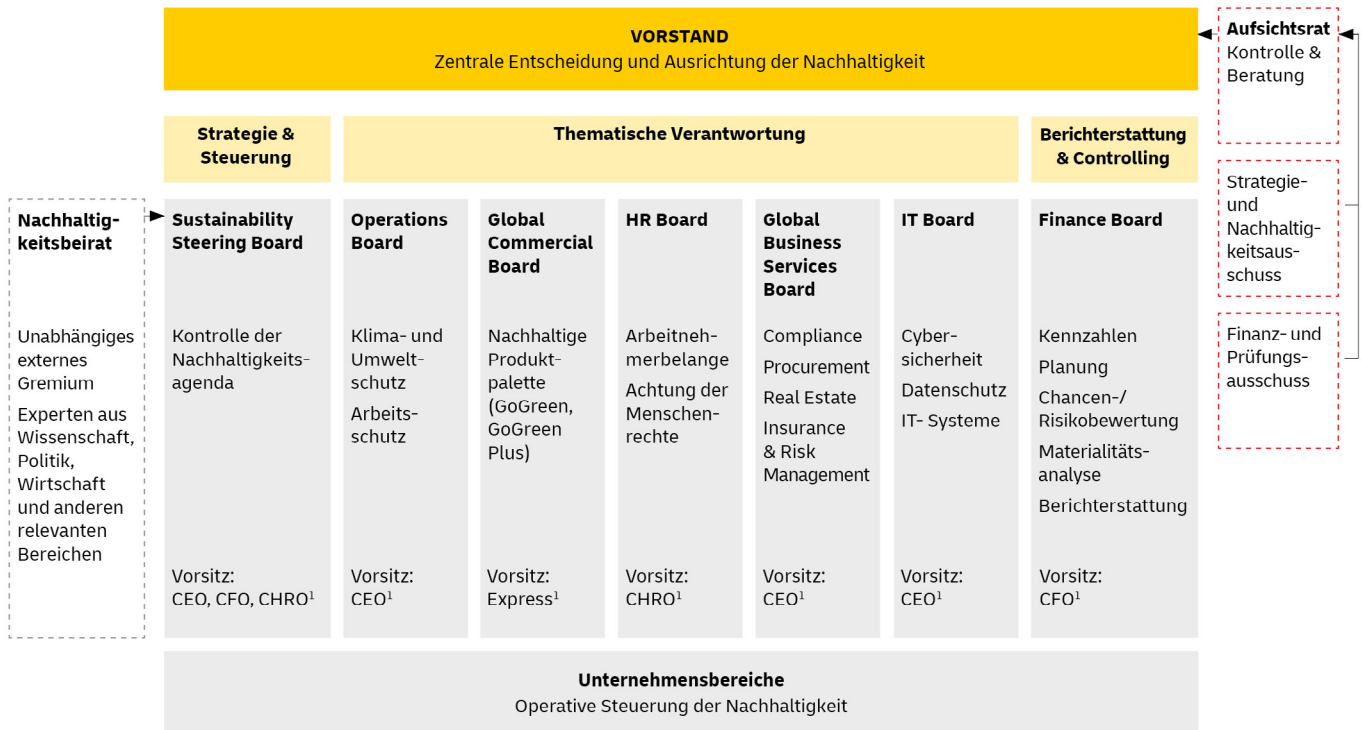 VORSTAND
Zentrale Entscheidung und Ausrichtung der Nachhaltigkeit
Aufsichtsrat
Kontrolle &
Beratung
Strategie &
Steuerung
Thematische Verantwortung
Berichterstattung
& Controlling
Strategie-
und
Nachhaltig-
keitsaus-
schuss
Finanz- und
Prüfungs-
ausschuss
Nachhaltig-
keitsbeirat
Unabhängiges
externes
Gremium
Experten aus
Wissenschaft,
Politik,
Wirtschaft
und anderen
relevanten
Bereichen
Sustainability
Steering Board
Kontrolle der
Nachhaltigkeits-
agenda
Vorsitz:
CEO, CFO, CHRO¹
Operations
Board
Klima- und
Umwelt-
schutz
Arbeits-
schutz
Vorsitz:
CEO¹
Global
Commercial
Board
Nachhaltige
Produkt-
palette
(GoGreen,
GoGreen
Plus)
Vorsitz:
Express¹
HR Board
Arbeitneh-
merbelange
Achtung der
Menschen-
rechte
Vorsitz:
CHRO¹
Global
Business
Services
Board
Compliance
Procurement
Real Estate
Insurance
& Risk
Management
Vorsitz:
CEO¹
IT Board
Cyber-
sicherheit
Datenschutz
IT- Systeme
Vorsitz:
CEO¹
Finance Board
Kennzahlen
Planung
Chancen-/
Risikobewertung
Materialitäts-
analyse
Berichterstattung
Vorsitz:
CFO¹
Unternehmensbereiche
Operative Steuerung der Nachhaltigkeit